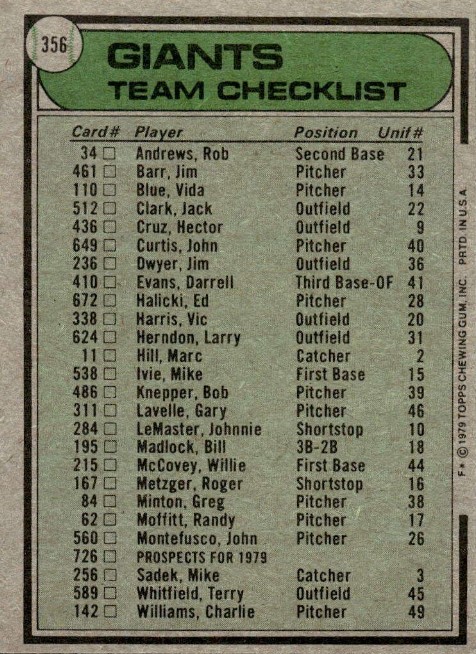 356
GIANTS
TEAM CHECKLIST
Card# Player Position Unif#
34 □ Andrews, Rob Second Base 21
461 □ Barr, Jim Pitcher 33
110 □ Blue, Vida Pitcher 14
512 □ Clark, Jack Outfield 22
436 □ Cruz, Hector Outfield 9
649 □ Curtis, John Pitcher 40
236 □ Dwyer, Jim Outfield 36
410 □ Evans, Darrell Third Base-OF 41
672 □ Halicki, Ed Pitcher 28
338 □ Harris, Vic Outfield 20
624 □ Herndon, Larry Outfield 31
11 □ Hill, Marc Catcher 2
538 □ Ivie, Mike First Base 15
486 □ Knepper, Bob Pitcher 39
311 □ Lavelle, Gary Pitcher 46
284 □ LeMaster, Johnnie Shortstop 10
195 □ Madlock, Bill 3B-2B 18
215 □ McCovey, Willie First Base 44
167 □ Metzger, Roger Shortstop 16
84 □ Minton, Greg Pitcher 38
62 □ Moffitt, Randy Pitcher 17
560 □ Montefusco, John Pitcher 26
726 □ PROSPECTS FOR 1979
256 □ Sadek, Mike Catcher 3
589 □ Whitfield, Terry Outfield 45
142 □ Williams, Charlie Pitcher 49
F* © 1979 TOPPS CHEWING GUM, INC. PRTD. IN U.S.A.